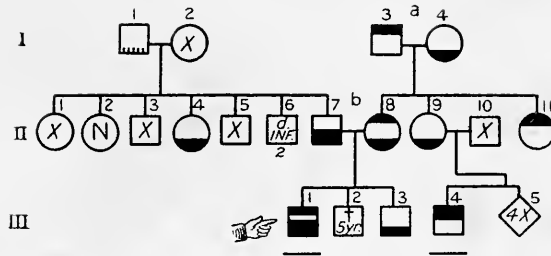 1 2 a 3 4
I X
b
1 2 3 4 5 6 7 8 9 10 11
II X N X X d INF. X
2
1 2 3 4 5
III † 5yr. 4X